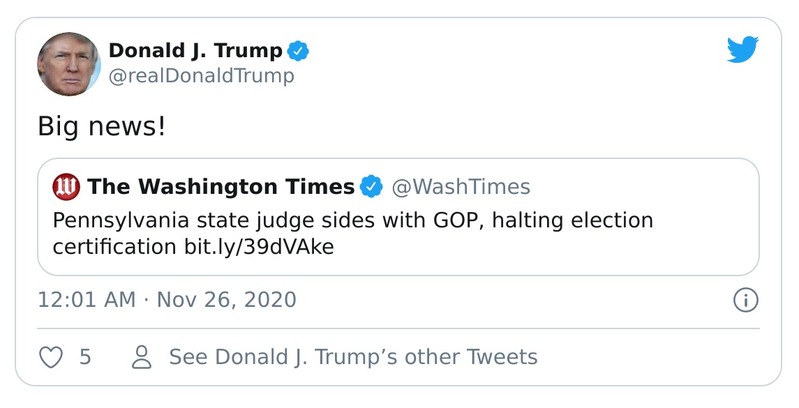 Donald J. Trump
@realDonaldTrump
Big news!
The Washington Times @WashTimes
Pennsylvania state judge sides with GOP, halting election
certification bit.ly/39dVAke
12:01 AM · Nov 26, 2020
5 See Donald J. Trump’s other Tweets